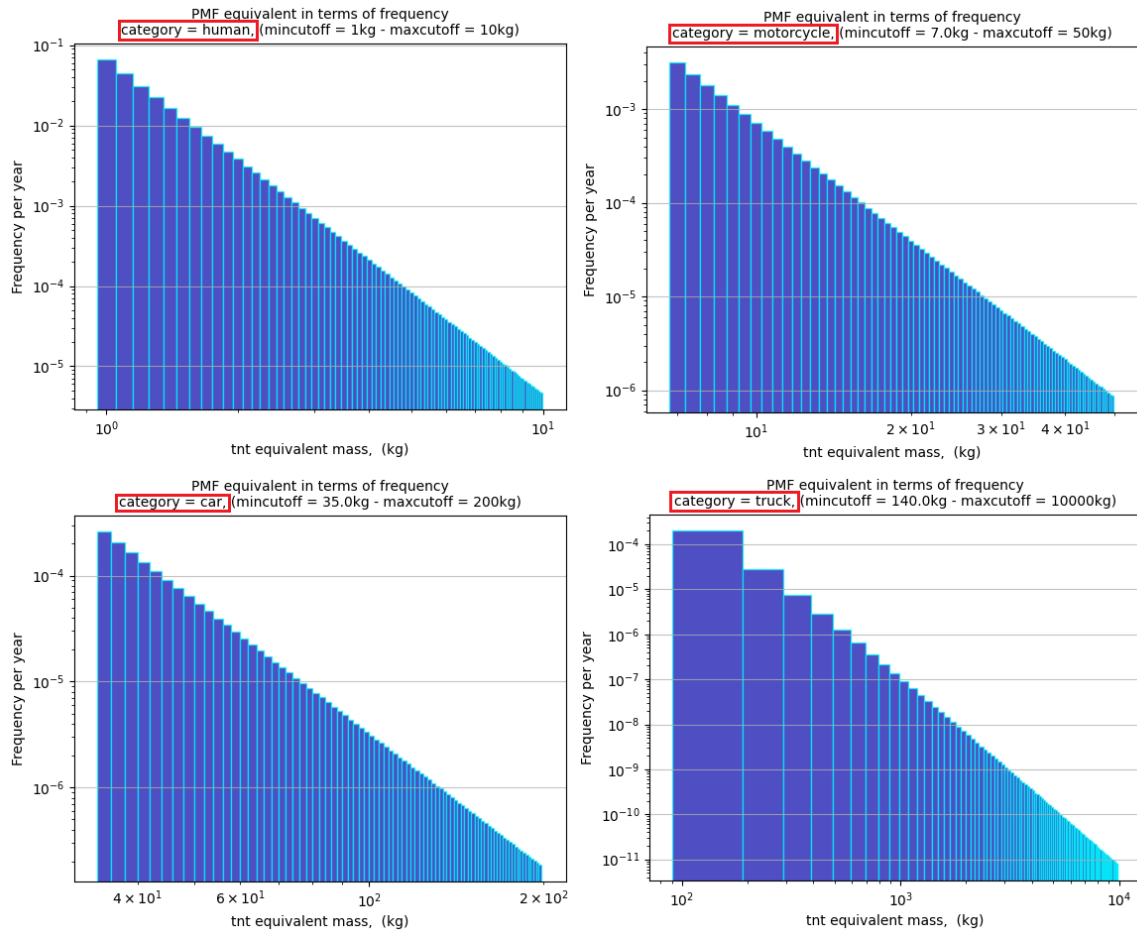 PMF equivalent in terms of frequency
category = human, (mincutoff = 1kg - maxcutoff = 10kg)
10⁻¹
10⁻²
10⁻³
10⁻⁴
10⁻⁵
Frequency per year
10⁰
10¹
tnt equivalent mass, (kg)
PMF equivalent in terms of frequency
category = motorcycle, (mincutoff = 7.0kg - maxcutoff = 50kg)
10⁻³
10⁻⁴
10⁻⁵
10⁻⁶
Frequency per year
10¹
2 × 10¹
3 × 10¹
4 × 10¹
tnt equivalent mass, (kg)
PMF equivalent in terms of frequency
category = car, (mincutoff = 35.0kg - maxcutoff = 200kg)
10⁻⁴
10⁻⁵
10⁻⁶
Frequency per year
4 × 10¹
6 × 10¹
10²
2 × 10²
tnt equivalent mass, (kg)
PMF equivalent in terms of frequency
category = truck, (mincutoff = 140.0kg - maxcutoff = 10000kg)
10⁻⁴
10⁻⁵
10⁻⁶
10⁻⁷
10⁻⁸
10⁻⁹
10⁻¹⁰
10⁻¹¹
Frequency per year
10²
10³
10⁴
tnt equivalent mass, (kg)